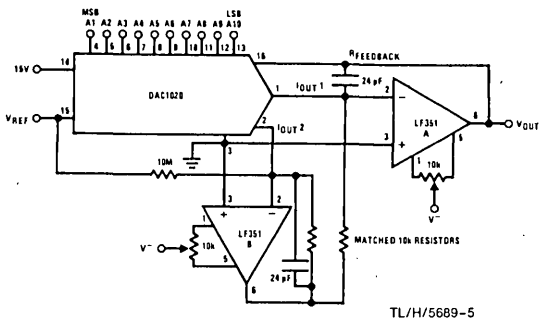 MSB LSB
A1 A2 A3 A4 A5 A6 A7 A8 A9 A10
4 5 6 7 8 9 10 11 12 13
15V 14 16 RFEEDBACK
24 pF
DAC1020 1 IOUT 1 2 − 6 VOUT
VREF 15 2 IOUT 2 LF351
A
3 3 +
1 5
10k
10M V−
3 2
+ −
1 LF351
B
V− 10k 5 24 pF MATCHED 10k RESISTORS
6
TL/H/5689-5